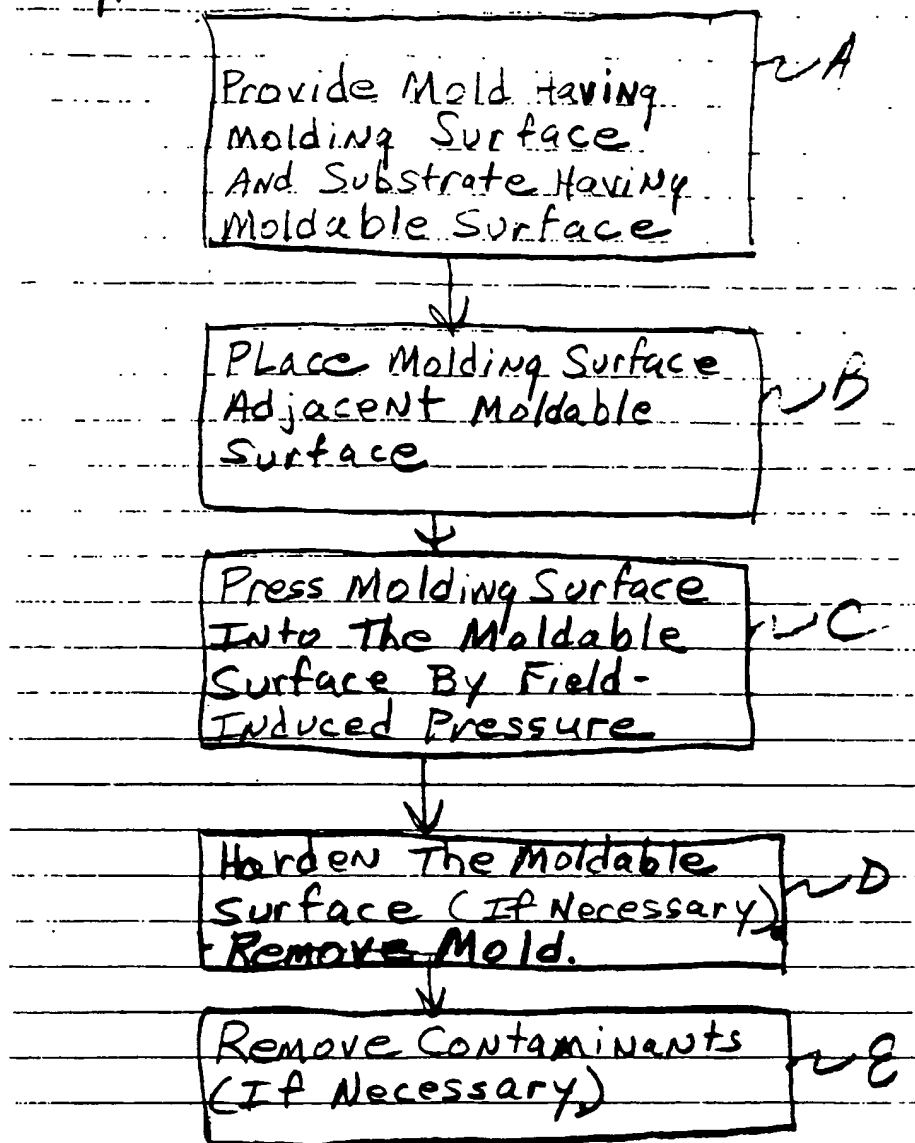 Provide Mold Having
Molding Surface
And Substrate Having
Moldable Surface
A
Place Molding Surface
Adjacent Moldable
Surface
B
Press Molding Surface
Into The Moldable
Surface By Field-
Induced Pressure
C
Harden The Moldable
Surface (If Necessary).
Remove Mold.
D
Remove Contaminants
(If Necessary)
E